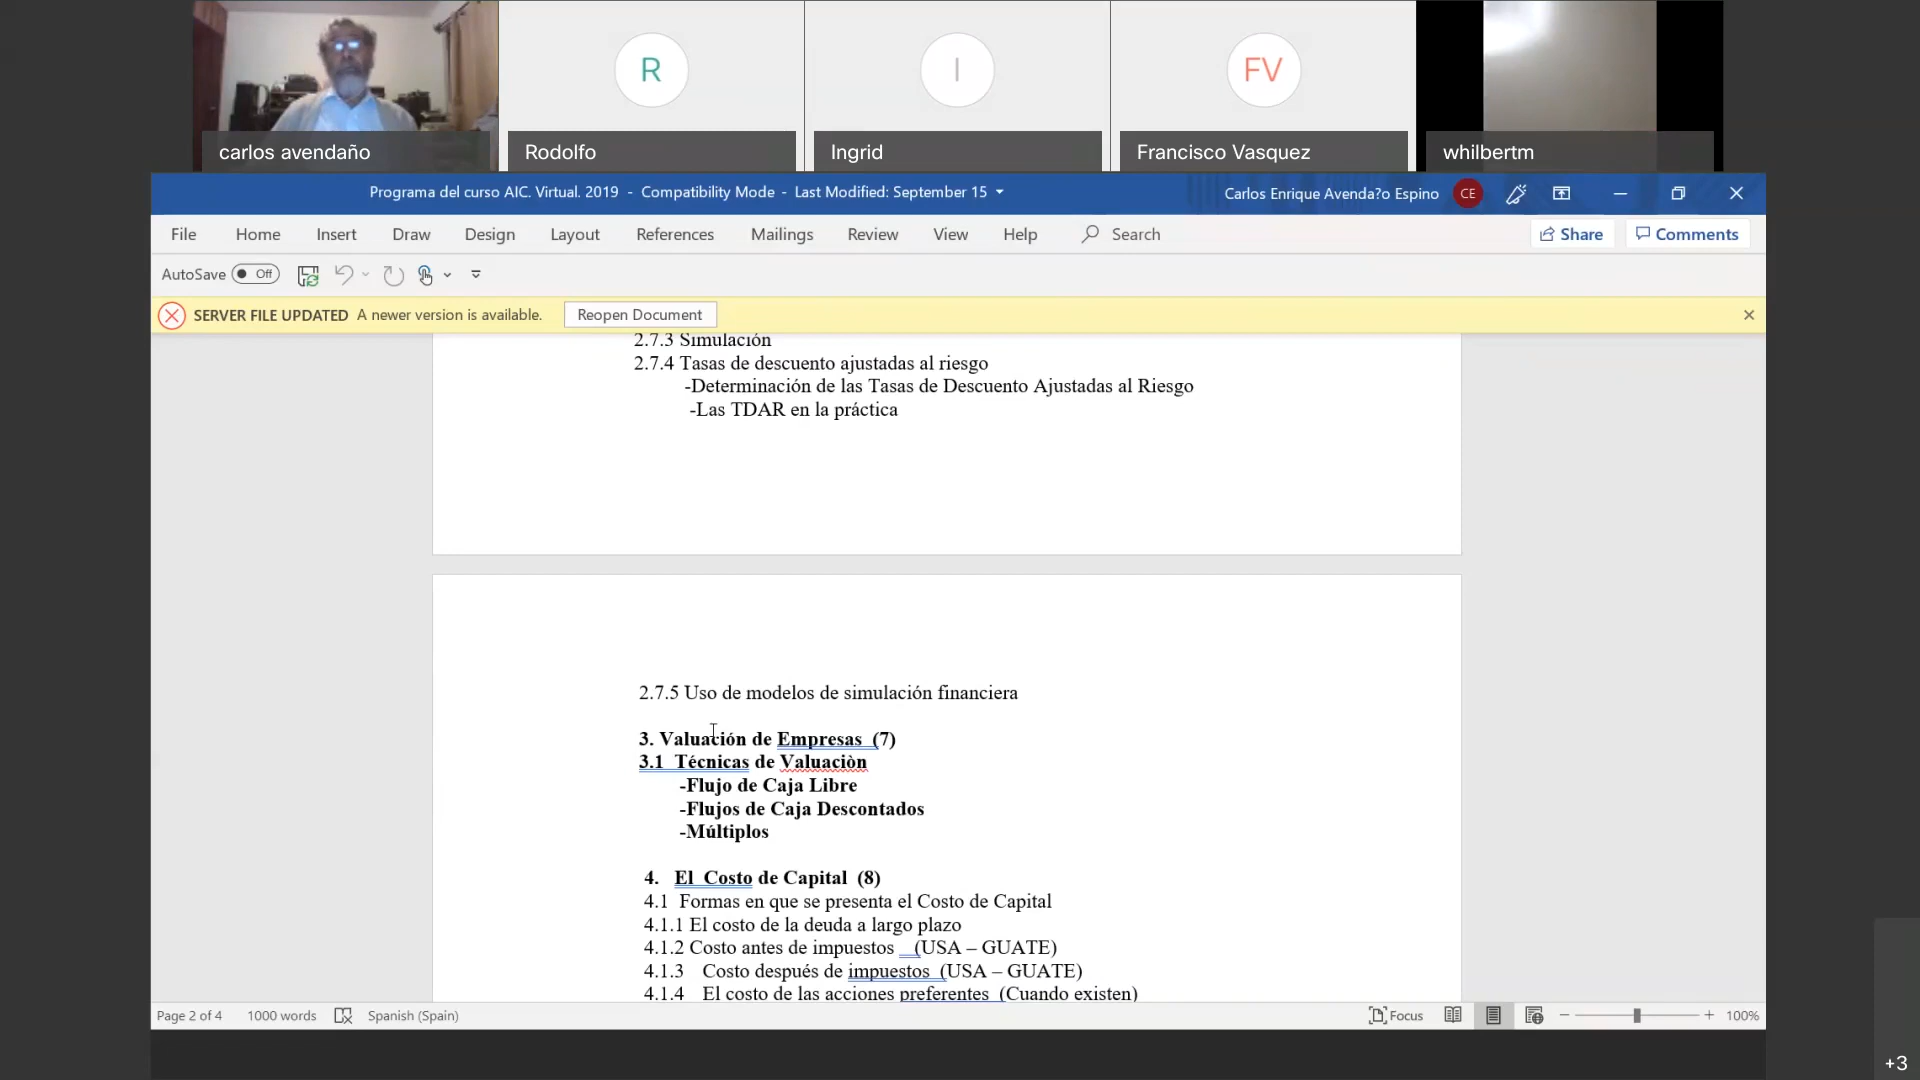 R
I
FV
carlos avendaño
Rodolfo
Ingrid
Francisco Vasquez
whilbertm
Programa del curso AIC. Virtual. 2019 - Compatibility Mode - Last Modified: September 15
Carlos Enrique Avenda?o Espino CE
File Home Insert Draw Design Layout References Mailings Review View Help Search Share Comments
AutoSave Off
SERVER FILE UPDATED A newer version is available. Reopen Document
2.7.3 Simulación
2.7.4 Tasas de descuento ajustadas al riesgo
-Determinación de las Tasas de Descuento Ajustadas al Riesgo
-Las TDAR en la práctica
2.7.5 Uso de modelos de simulación financiera
3. Valuación de Empresas (7)
3.1 Técnicas de Valuaciòn
-Flujo de Caja Libre
-Flujos de Caja Descontados
-Múltiplos
4. El Costo de Capital (8)
4.1 Formas en que se presenta el Costo de Capital
4.1.1 El costo de la deuda a largo plazo
4.1.2 Costo antes de impuestos (USA – GUATE)
4.1.3 Costo después de impuestos (USA – GUATE)
4.1.4 El costo de las acciones preferentes (Cuando existen)
Page 2 of 4 1000 words Spanish (Spain) Focus 100%
+3